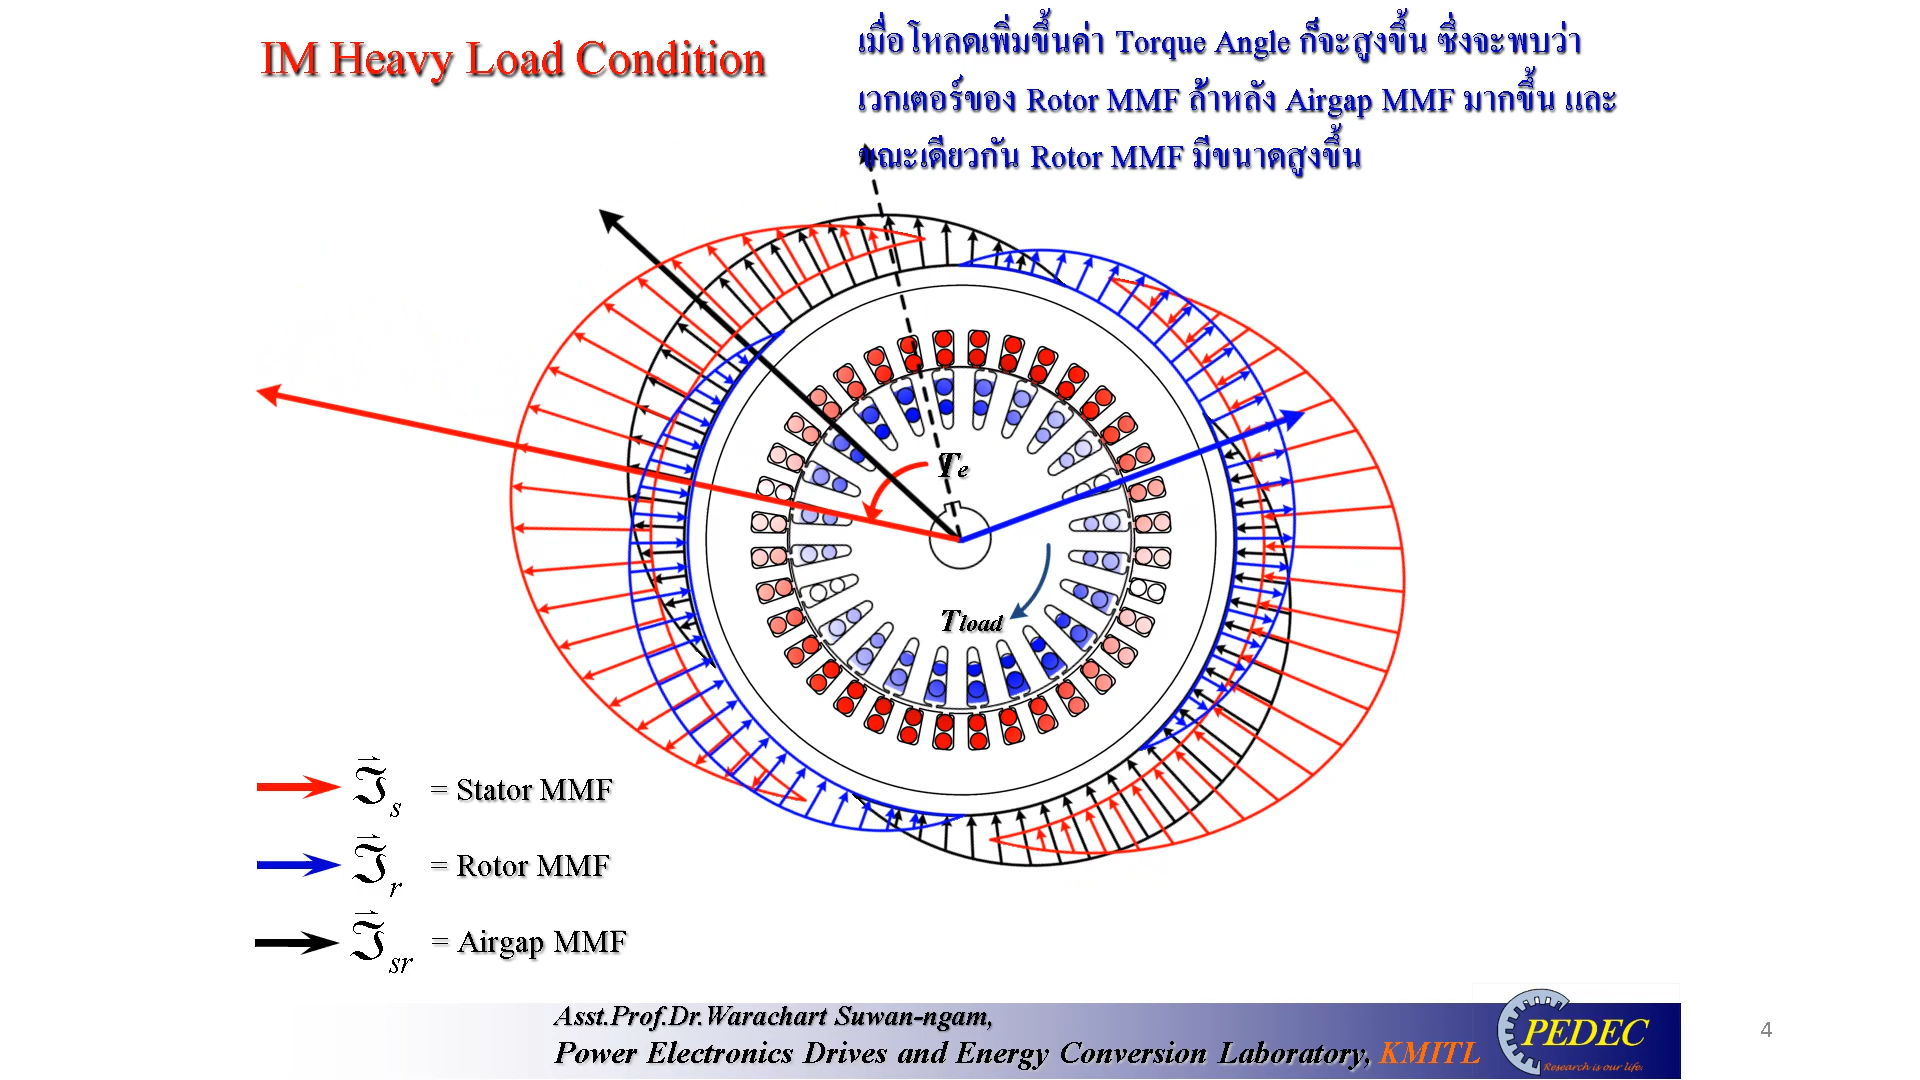 IM Heavy Load Condition
เมื่อโหลดเพิ่มขึ้นค่า Torque Angle ก็จะสูงขึ้น ซึ่งจะพบว่า
เวกเตอร์ของ Rotor MMF ล้าหลัง Airgap MMF มากขึ้น และ
ขณะเดียวกัน Rotor MMF มีขนาดสูงขึ้น
Te
Tload
ℑs = Stator MMF
ℑr = Rotor MMF
ℑsr = Airgap MMF
Asst.Prof.Dr.Warachart Suwan-ngam,
Power Electronics Drives and Energy Conversion Laboratory, KMITL
PEDEC
Research is our life.
4